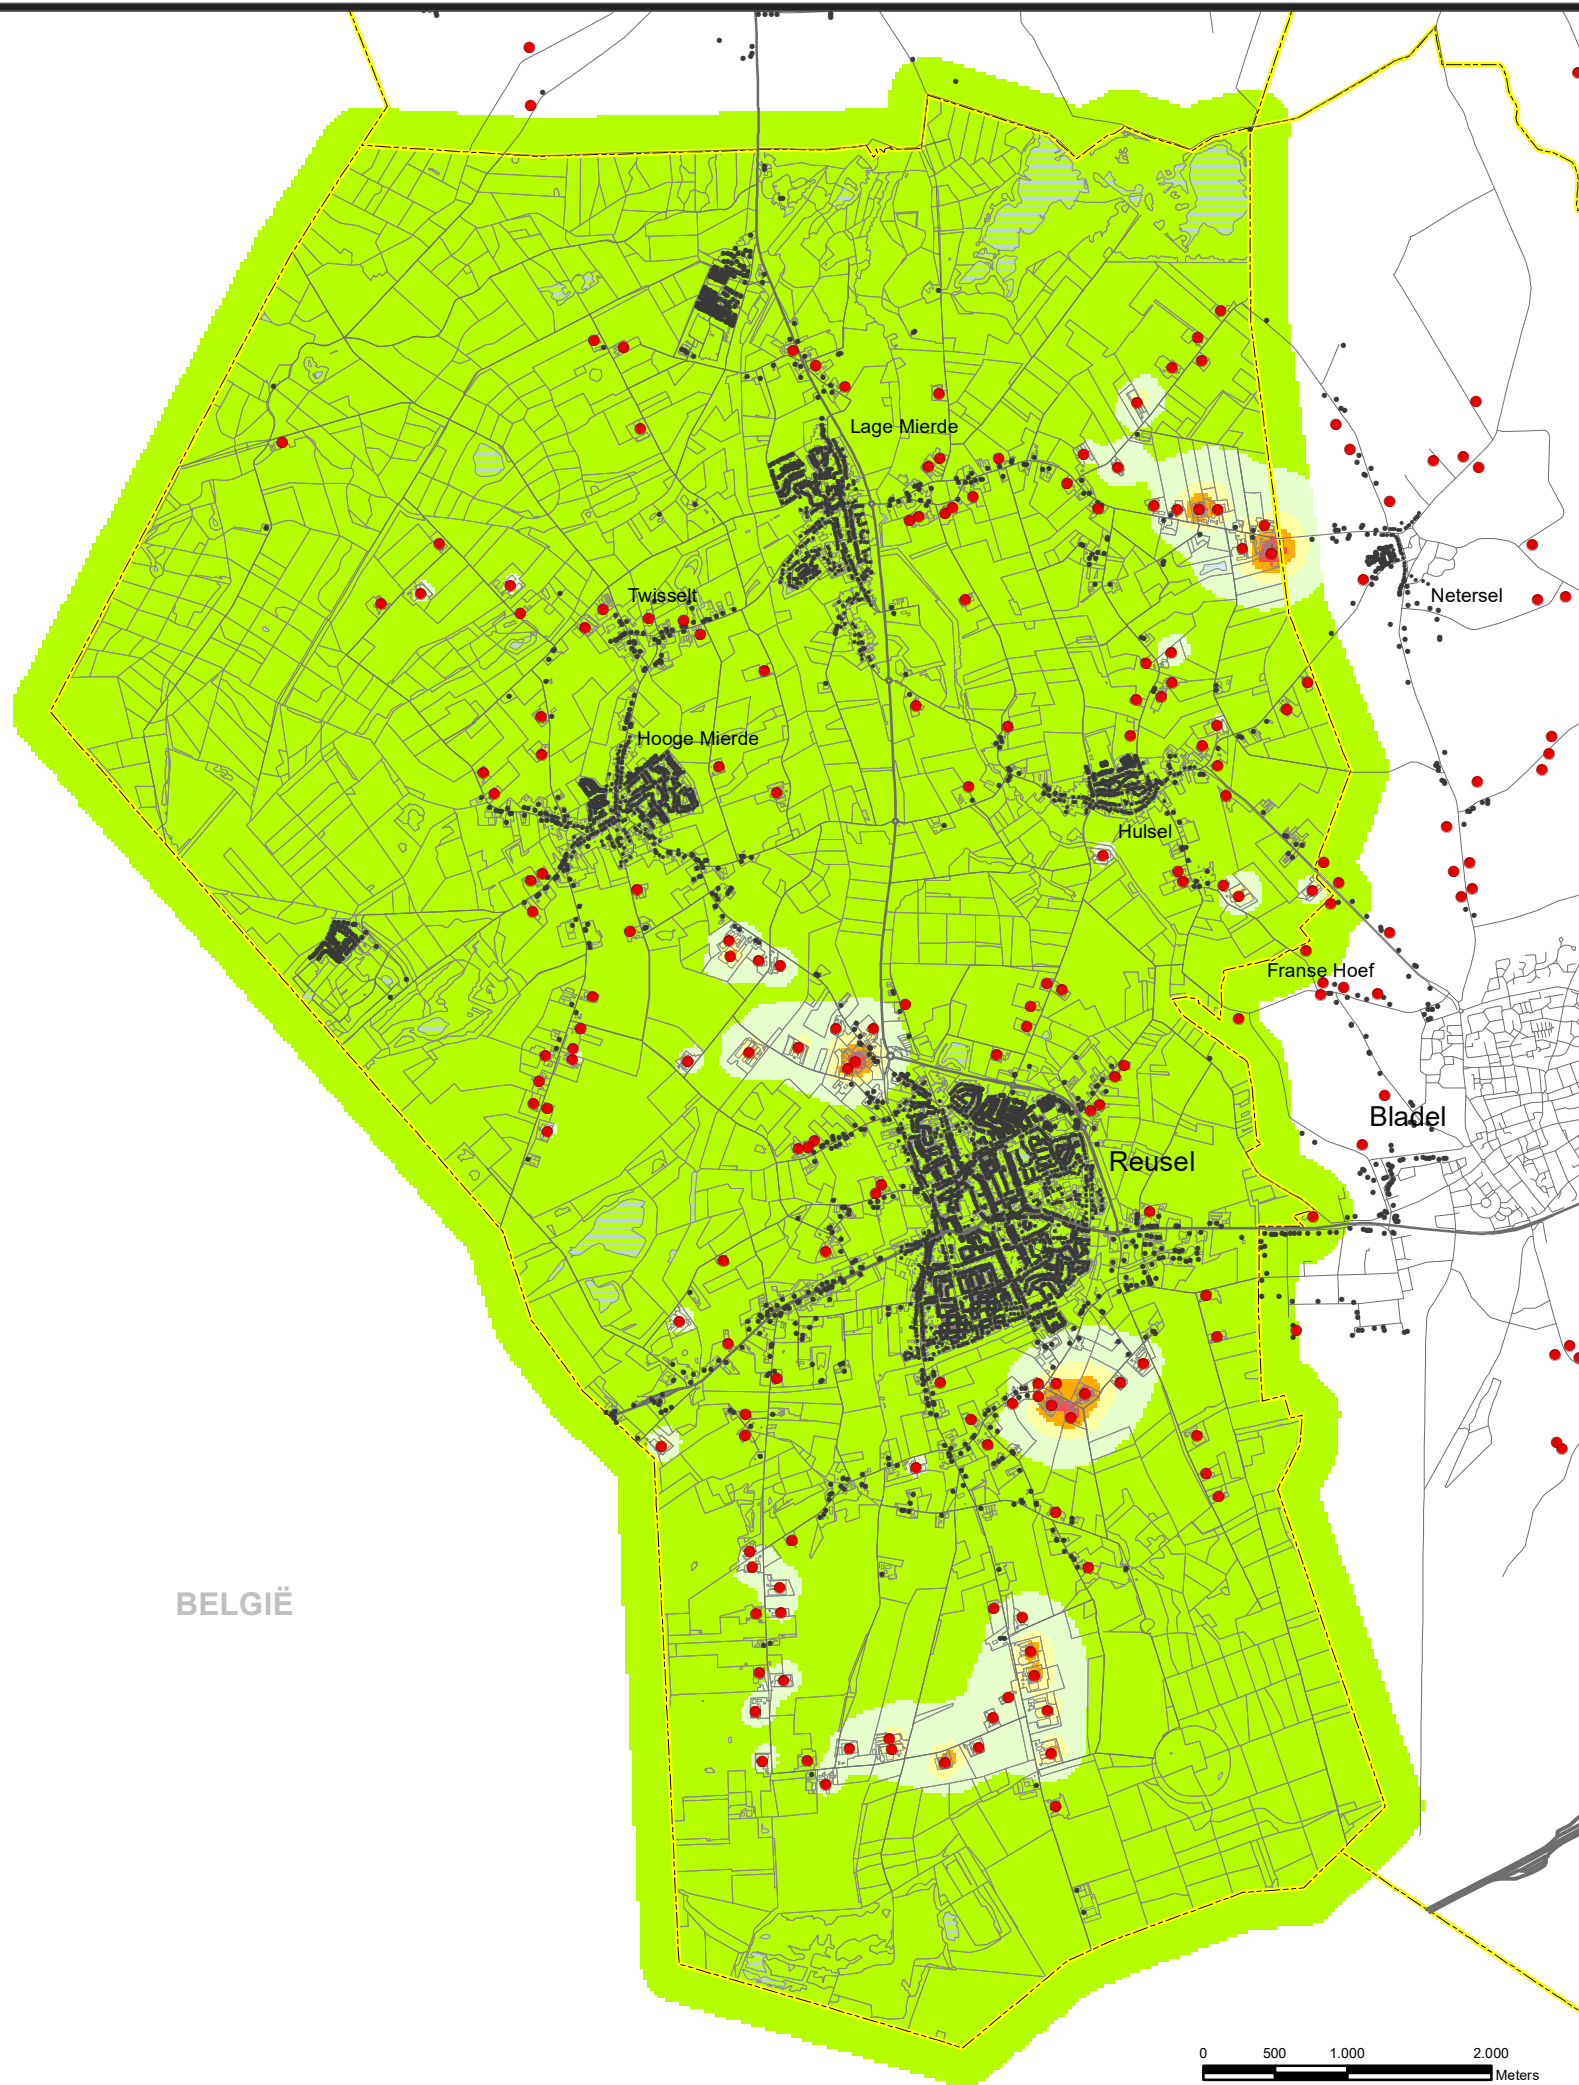 Lage Mierde
Twisselt
Netersel
Hooge Mierde
Hulsel
Franse Hoef
Bladel
Reusel
BELGIË
0 500 1.000 2.000
Meters